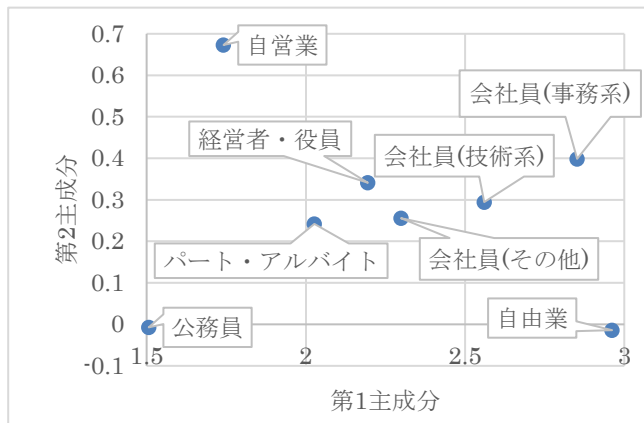 0.7
0.6
0.5
0.4
0.3
0.2
0.1
0
-0.1
第2主成分
自営業
会社員(事務系)
経営者・役員
会社員(技術系)
パート・アルバイト
会社員(その他)
公務員
自由業
1.5
2
2.5
3
第1主成分